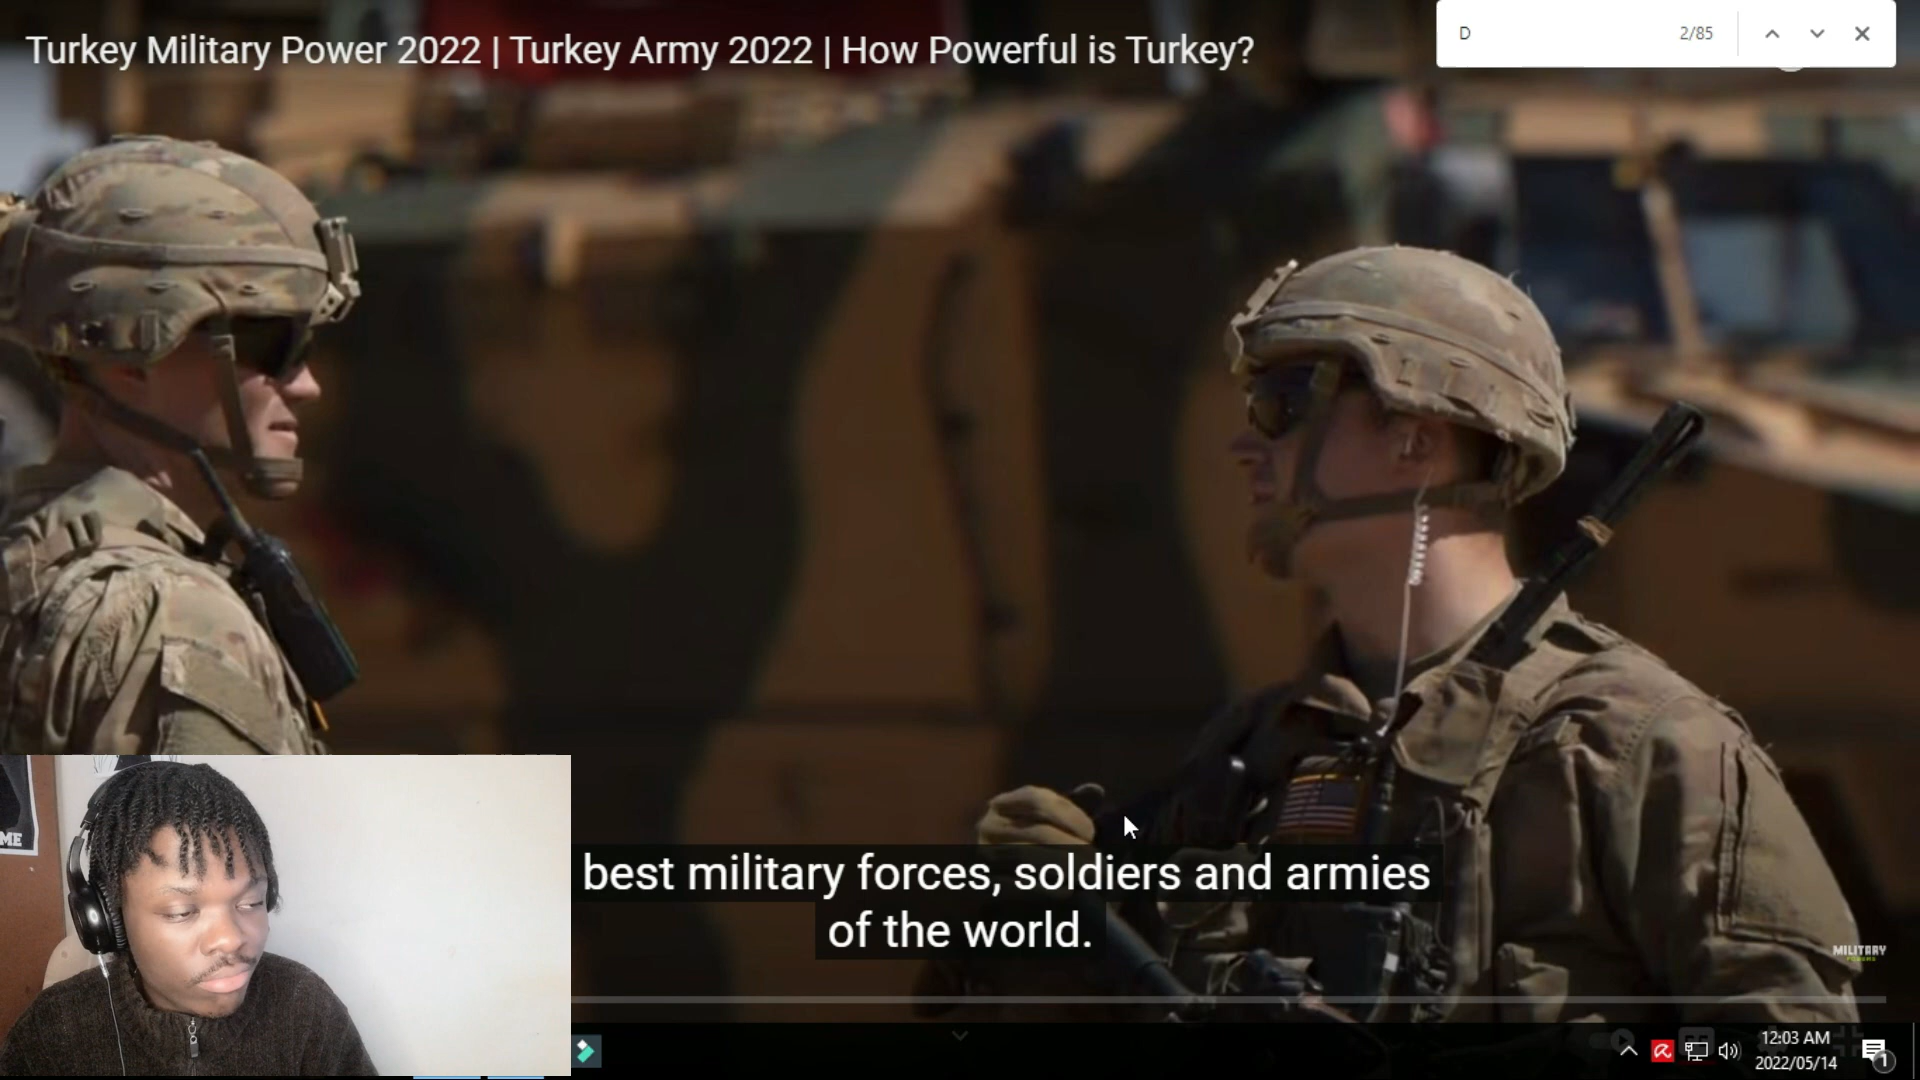 Turkey Military Power 2022 | Turkey Army 2022 | How Powerful is Turkey?
D
2/85
best military forces, soldiers and armies
of the world.
MILITARY
ME
12:03 AM
2022/05/14
1